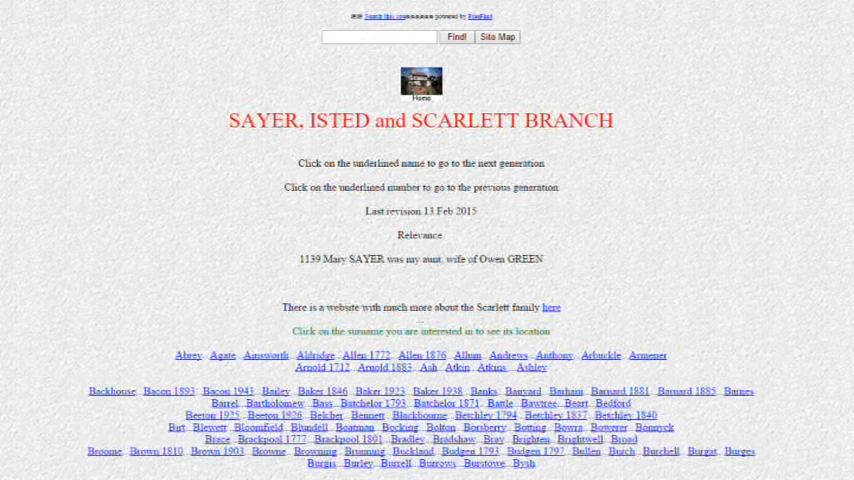 Search this site powered by FreeFind
Find! Site Map
Home
SAYER, ISTED and SCARLETT BRANCH
Click on the underlined name to go to the next generation
Click on the underlined number to go to the previous generation
Last revision 13 Feb 2015
Relevance
1139 Mary SAYER was my aunt, wife of Owen GREEN
There is a website with much more about the Scarlett family here
Click on the surname you are interested in to see its location
Abrey Agate Ainsworth Aldridge Allen 1772 Allen 1876 Allum Andrews Anthony Arbuckle Armener
Arnold 1712 Arnold 1883 Ash Atkin Atkins Ashley
Backhouse Bacon 1893 Bacon 1943 Bailey Baker 1846 Baker 1923 Baker 1938 Banks Banyard Barham Barnard 1881 Barnard 1885 Barnes
Barrel Bartholomew Bass Batchelor 1793 Batchelor 1871 Battle Bawtree Beart Bedford
Beeton 1925 Beeton 1926 Belcher Bennett Blackbourne Betchley 1794 Betchley 1837 Betchley 1840
Birt Blewett Bloomfield Blundell Boatman Bocking Bolton Borsberry Botting Bowra Bowerer Bonnyck
Brace Brackpool 1777 Brackpool 1801 Bradley Bradshaw Bray Brighten Brightwell Broad
Broome Brown 1810 Brown 1903 Browne Browning Brunning Buckland Budgen 1793 Budgen 1797 Bullen Burch Burchell Burgat Burges
Burgis Burley Burrell Burrows Burstowe Bysh